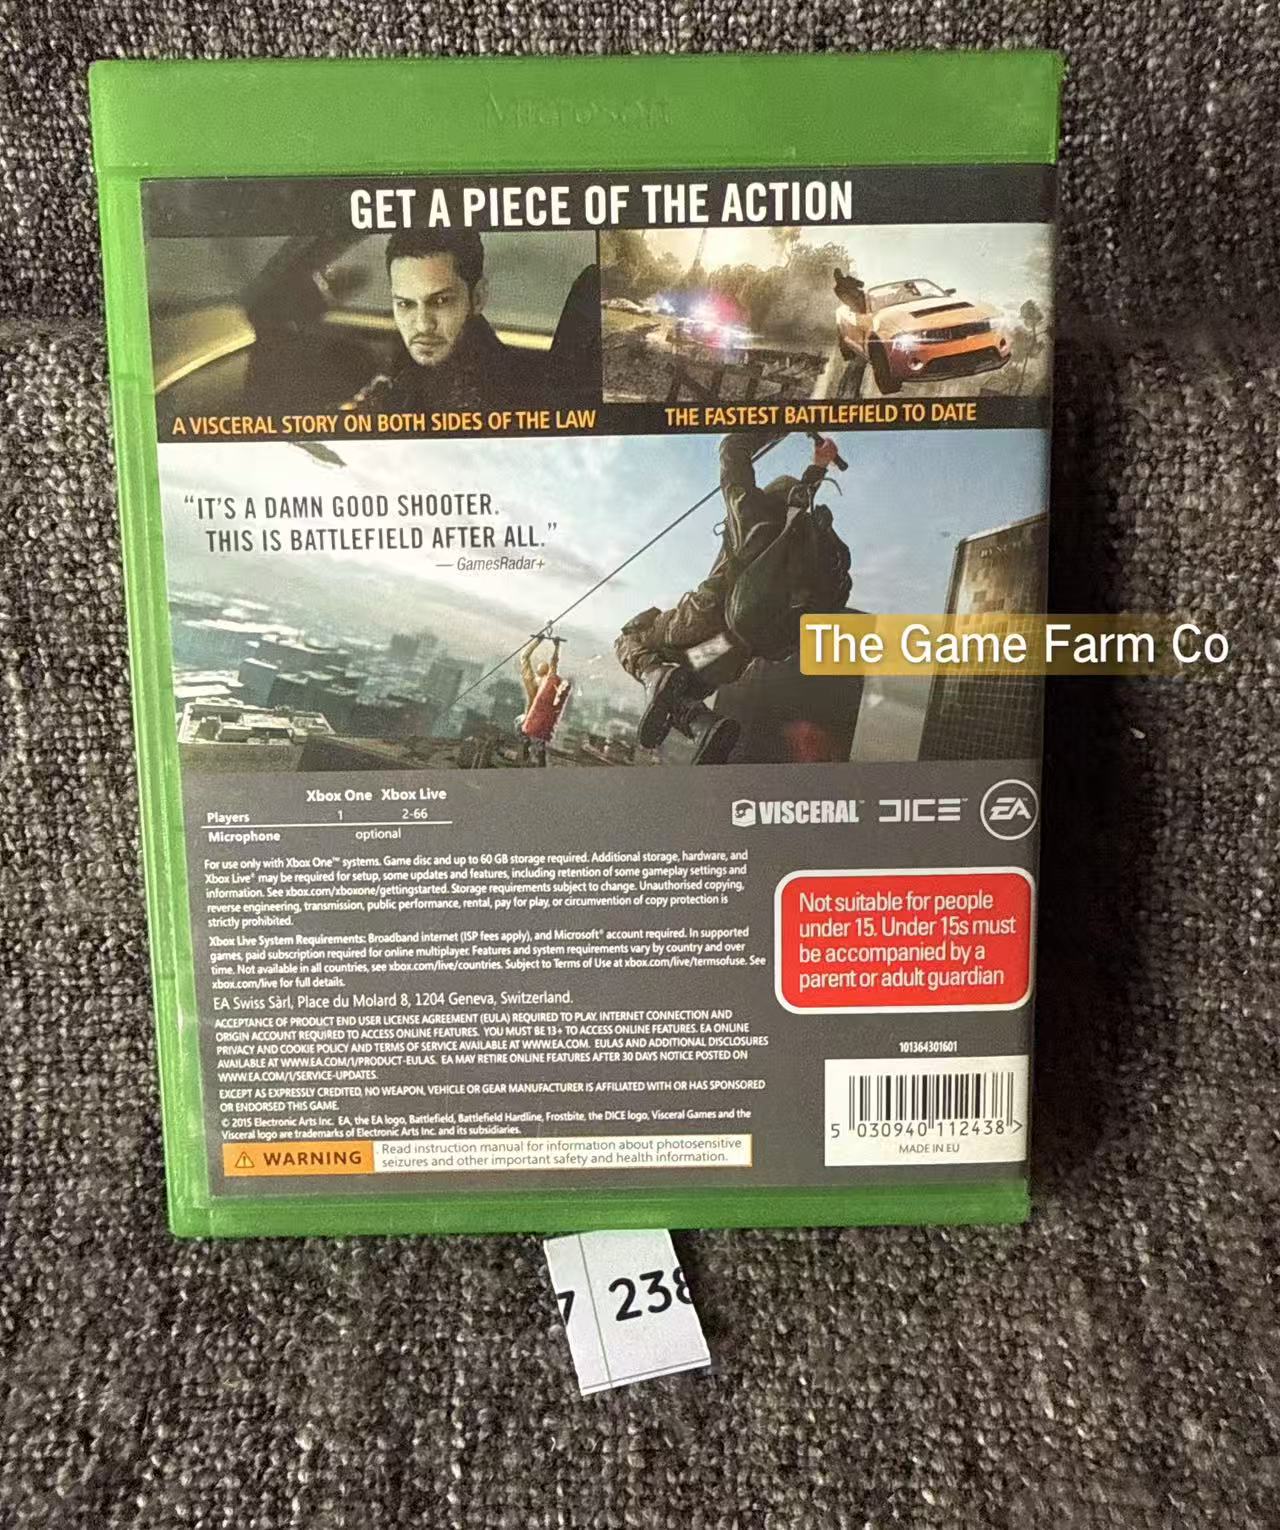 Microsoft
GET A PIECE OF THE ACTION
A VISCERAL STORY ON BOTH SIDES OF THE LAW
THE FASTEST BATTLEFIELD TO DATE
“IT’S A DAMN GOOD SHOOTER.
THIS IS BATTLEFIELD AFTER ALL.”
— GamesRadar+
The Game Farm Co
Xbox One Xbox Live
Players 1 2-66
Microphone optional
VISCERAL™ DICE™ EA
For use only with Xbox One™ systems. Game disc and up to 60 GB storage required. Additional storage, hardware, and
Xbox Live® may be required for setup, some updates and features, including retention of some gameplay settings and
information. See xbox.com/xboxone/gettingstarted. Storage requirements subject to change. Unauthorised copying,
reverse engineering, transmission, public performance, rental, pay for play, or circumvention of copy protection is
strictly prohibited.
Xbox Live System Requirements: Broadband internet (ISP fees apply), and Microsoft® account required. In supported
games, paid subscription required for online multiplayer. Features and system requirements vary by country and over
time. Not available in all countries, see xbox.com/live/countries. Subject to Terms of Use at xbox.com/live/termsofuse. See
xbox.com/live for full details.
EA Swiss Sàrl, Place du Molard 8, 1204 Geneva, Switzerland.
ACCEPTANCE OF PRODUCT END USER LICENSE AGREEMENT (EULA) REQUIRED TO PLAY. INTERNET CONNECTION AND
ORIGIN ACCOUNT REQUIRED TO ACCESS ONLINE FEATURES. YOU MUST BE 13+ TO ACCESS ONLINE FEATURES. EA ONLINE
PRIVACY AND COOKIE POLICY AND TERMS OF SERVICE AVAILABLE AT WWW.EA.COM. EULAS AND ADDITIONAL DISCLOSURES
AVAILABLE AT WWW.EA.COM/1/PRODUCT-EULAS. EA MAY RETIRE ONLINE FEATURES AFTER 30 DAYS NOTICE POSTED ON
WWW.EA.COM/1/SERVICE-UPDATES.
EXCEPT AS EXPRESSLY CREDITED, NO WEAPON, VEHICLE OR GEAR MANUFACTURER IS AFFILIATED WITH OR HAS SPONSORED
OR ENDORSED THIS GAME.
© 2015 Electronic Arts Inc. EA, the EA logo, Battlefield, Battlefield Hardline, Frostbite, the DICE logo, Visceral Games and the
Visceral logo are trademarks of Electronic Arts Inc. and its subsidiaries.
WARNING
Read instruction manual for information about photosensitive
seizures and other important safety and health information.
Not suitable for people
under 15. Under 15s must
be accompanied by a
parent or adult guardian
101364301601
5 030940 112438 >
MADE IN EU
7 238